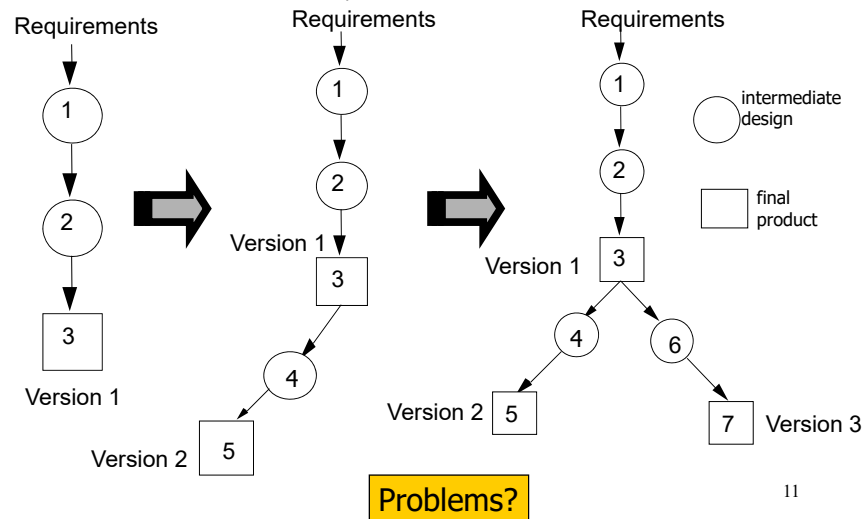 Requirements
1
2
3
Version 1
Requirements
1
2
Version 1
3
4
Version 2
5
Requirements
1
2
Version 1
3
4
6
Version 2
5
7
Version 3
intermediate
design
final
product
Problems?
11